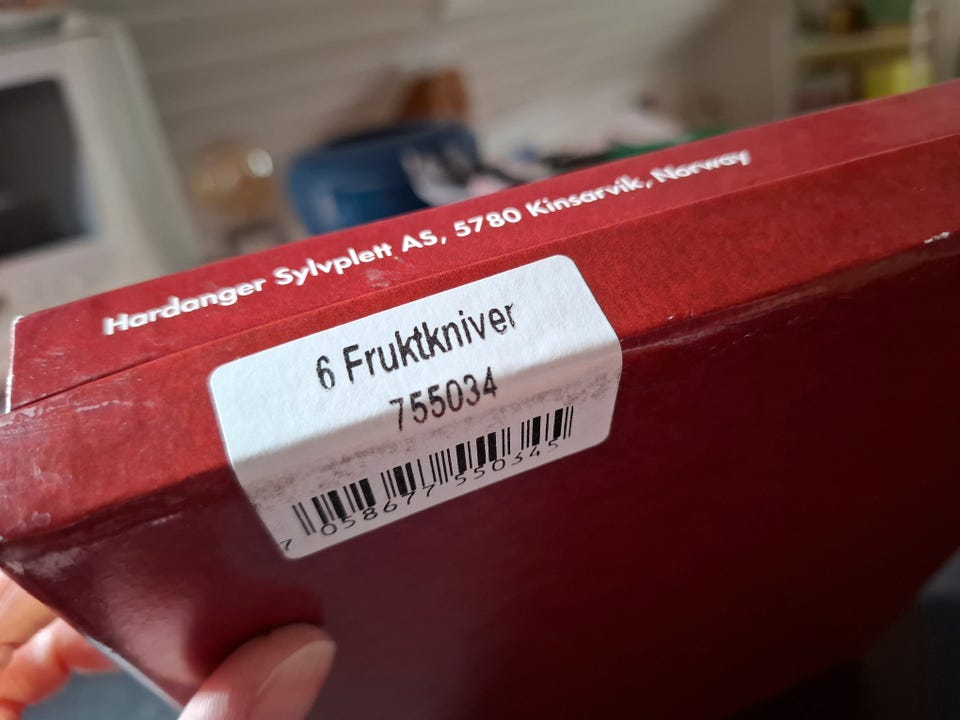 Hardanger Sylvplett AS, 5780 Kinsarvik, Norway
6 Fruktkniver
755034
7 058677 550345